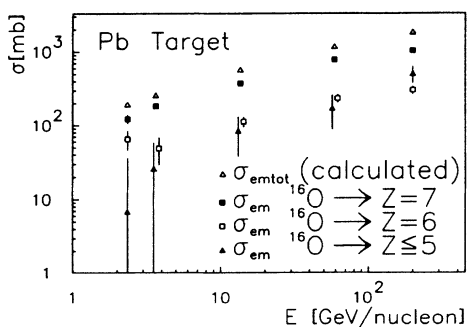 σ[mb]
10³
10²
10
1
Pb Target
△ σemtot (calculated)
■ σem ¹⁶O → Z=7
□ σem ¹⁶O → Z=6
▲ σem ¹⁶O → Z≤5
1 10 10²
E [GeV/nucleon]